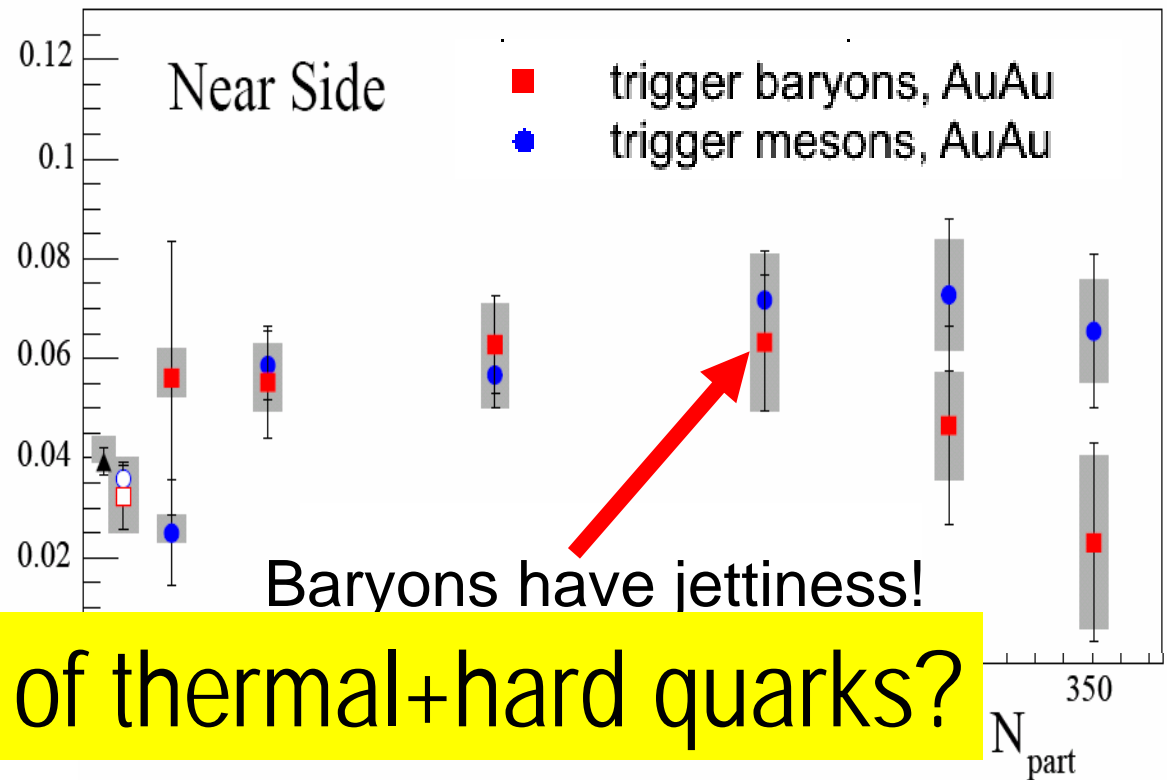 0.12
Near Side
trigger baryons, AuAu
trigger mesons, AuAu
0.1
0.08
0.06
0.04
0.02
Baryons have jettiness!
of thermal+hard quarks?
350
N part